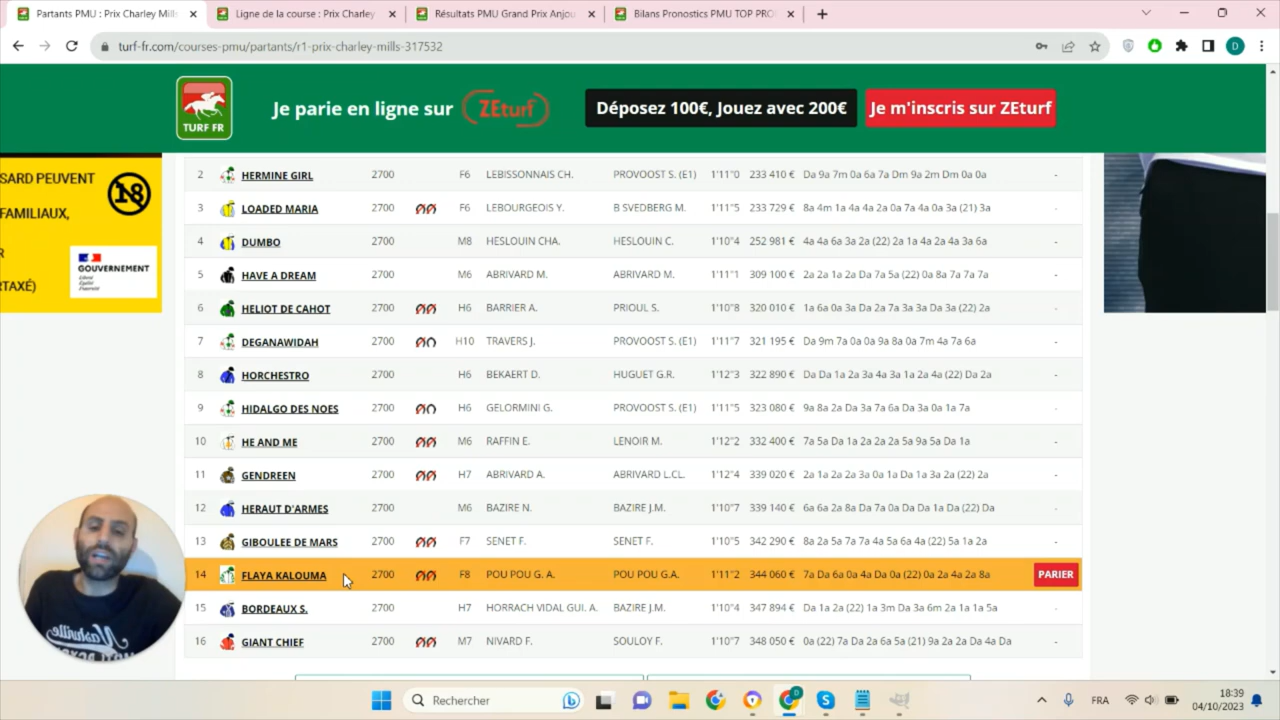 Partants PMU : Prix Charley Mills
Ligne de la course : Prix Charley
Résultats PMU Grand Prix Anjou
Bilans Pronostics PMU
turf-fr.com/courses-pmu/partants/r1-prix-charley-mills-317532
D
TURF FR
Je parie en ligne sur ZEturf
Déposez 100€, Jouez avec 200€
Je m'inscris sur ZEturf
SARD PEUVENT
FAMILIAUX,
18
GOUVERNEMENT
Liberté
Égalité
Fraternité
R
RTAXÉ)
2 HERMINE GIRL 2700 F6 LEBISSONNAIS CH. PROVOOST S. (E1) 1'11"1 233 410 € Da 9a 7m 0a 6a 7a Dm 9a 2m Dm 0a 0a -
3 LOADED MARIA 2700 F6 LEBOURGEOIS Y. B SVEDBERG M. 1'11"5 233 729 € 8a 4m 1a 2a 0a 7a 4a 0a 3a (21) 3a -
4 DUMBO 2700 M8 HESLOUIN CHA. HESLOUIN C. 1'10"4 252 981 € 4a 4a 3a 2a 2a (22) 2a 1a 4a 2a 4a 3a 6a -
5 HAVE A DREAM 2700 M6 ABRIVARD M. ABRIVARD M. 1'11"1 309 110 € 2a 2a 1a 2a Da 7a 5a (22) 0a 8a 7a 7a 7a -
6 HELIOT DE CAHOT 2700 H6 BARRIER A. PRIOUL S. 1'10"8 320 010 € 1a 6a 0a Da 7a 7a 3a 3a 3a Da (22) 2a -
7 DEGANAWIDAH 2700 H10 TRAVERS J. PROVOOST S. (E1) 1'11"7 321 195 € Da 9m 7a 0a 0a 9a 8a 0a 7m 4a 7a 6a -
8 HORCHESTRO 2700 H6 BEKAERT D. HUGUET G.R. 1'12"3 322 890 € Da Da 1a 2a 3a 4a 3a 1a 2a 4a (22) Da 2a -
9 HIDALGO DES NOES 2700 H6 GELORMINI G. PROVOOST S. (E1) 1'11"5 323 080 € 9a 8a 2a Da 3a 7a 6a Da 3a 0a 1a 7a -
10 HE AND ME 2700 M6 RAFFIN E. LENOIR M. 1'12"2 332 400 € 7a 5a Da 1a 2a 2a 2a 5a 9a 5a Da 1a -
11 GENDREEN 2700 H7 ABRIVARD A. ABRIVARD L.CL. 1'12"4 339 020 € 2a 1a 2a 2a 3a 0a 1a Da 1a 3a 2a (22) 2a -
12 HERAUT D'ARMES 2700 M6 BAZIRE N. BAZIRE J.M. 1'10"7 339 140 € 6a 6a 2a 8a Da 7a 0a Da Da 1a Da (22) Da -
13 GIBOULEE DE MARS 2700 F7 SENET F. SENET F. 1'10"5 342 290 € 8a 2a 5a 7a 7a 4a 5a 6a 4a (22) 5a 1a 2a -
14 FLAYA KALOUMA 2700 F8 POU POU G. A. POU POU G.A. 1'11"2 344 060 € 7a Da 6a 0a 4a Da 0a (22) 0a 2a 4a 2a 8a PARIER
15 BORDEAUX S. 2700 H7 HORRACH VIDAL GUI. A. BAZIRE J.M. 1'10"4 347 894 € Da 1a 2a (22) 1a 3m Da 3a 6m 2a 1a 1a 5a -
16 GIANT CHIEF 2700 M7 NIVARD F. SOULOY F. 1'10"7 348 090 € 0a (22) 7a Da 2a 6a 5a (21) 9a 2a 2a Da 4a Da -
Nashville
Rechercher
FRA
18:39
04/10/2023